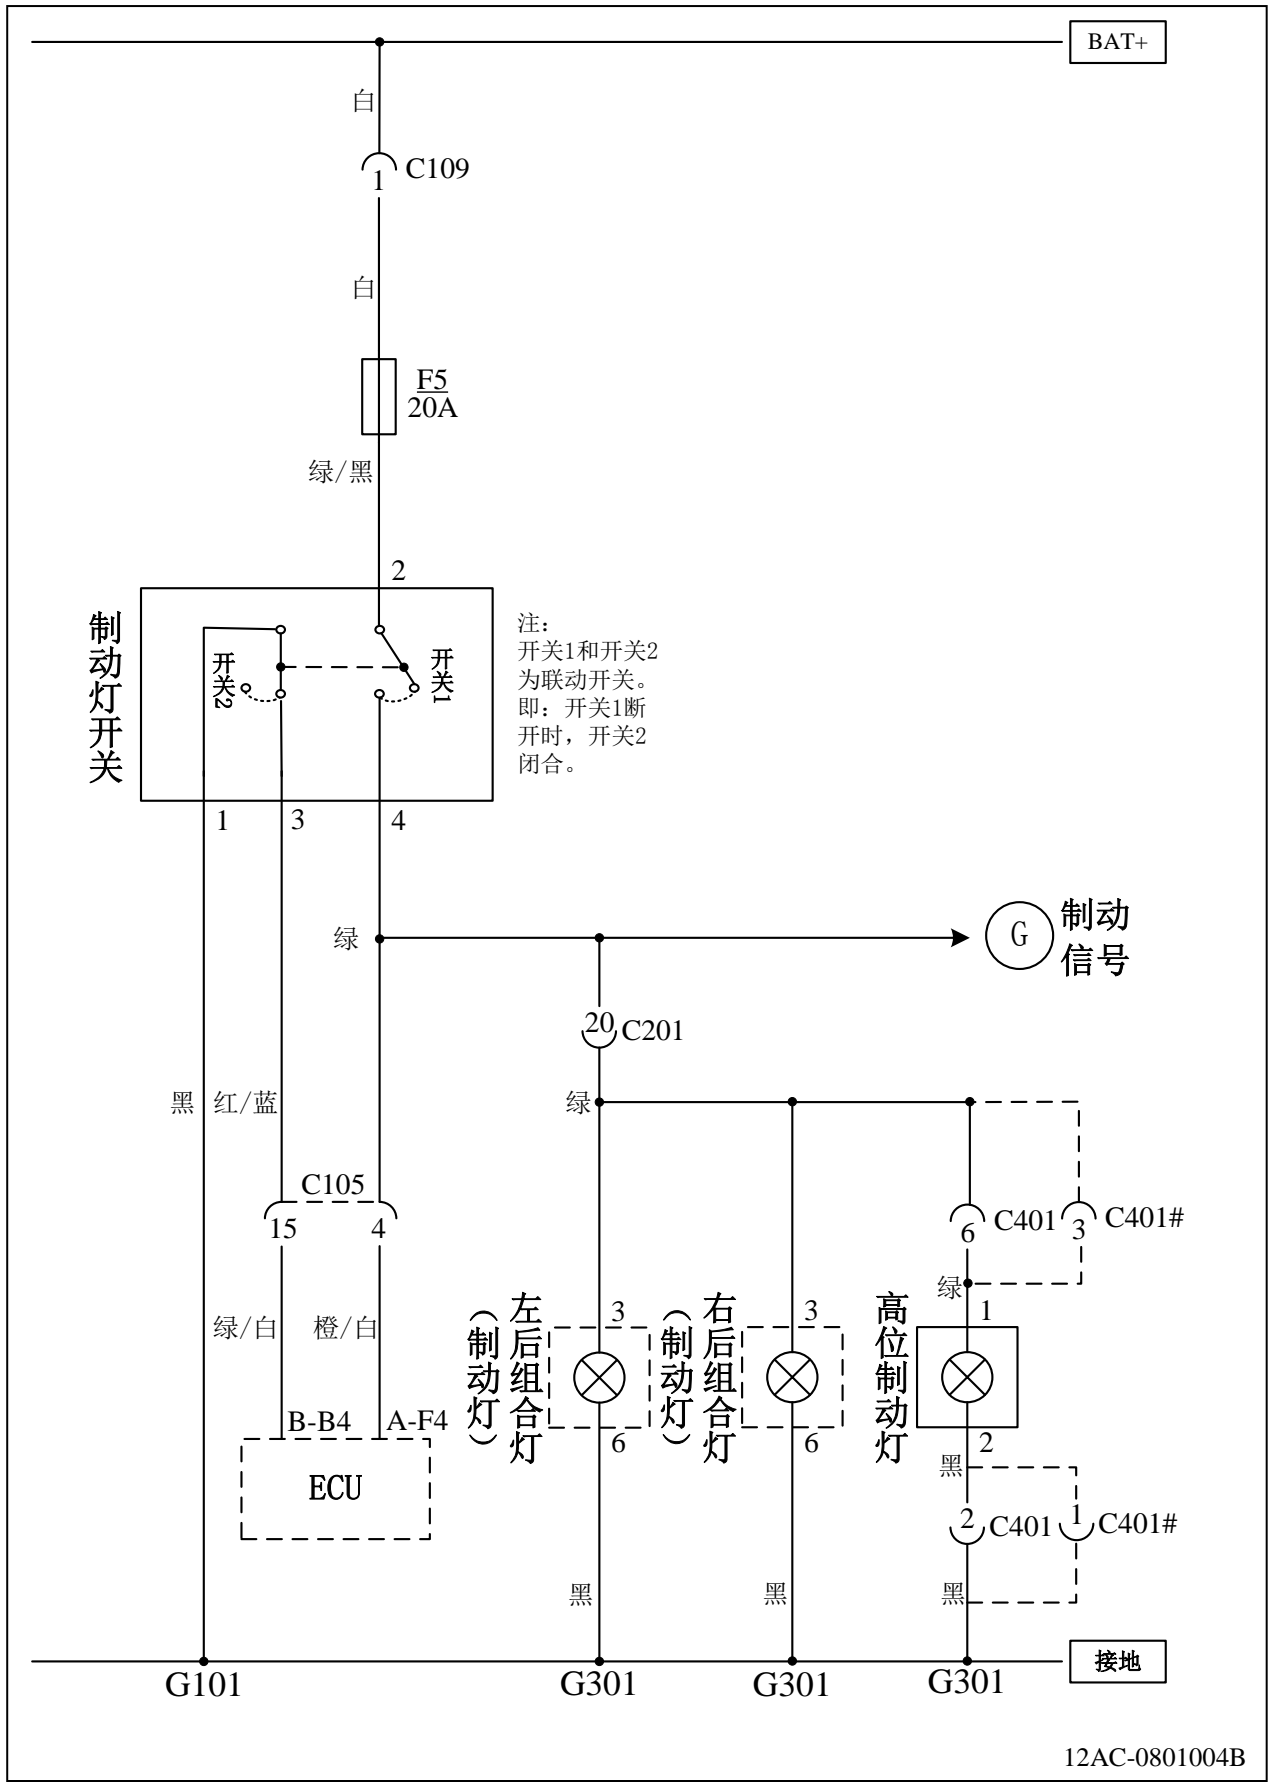 BAT+
白
C109
1
白
F5
20A
绿/黑
2
制动灯开关
开关2
开关1
注：
开关1和开关2
为联动开关。
即：开关1断
开时，开关2
闭合。
1
3
4
绿
G
制动
信号
20
C201
黑
红/蓝
绿
C105
15
4
6
C401
3
C401#
绿
绿/白
橙/白
左后组合灯
（制动灯）
3
右后组合灯
（制动灯）
3
高位制动灯
1
B-B4
A-F4
6
6
2
ECU
黑
2
C401
1
C401#
黑
黑
黑
G101
G301
G301
G301
接地
12AC-0801004B